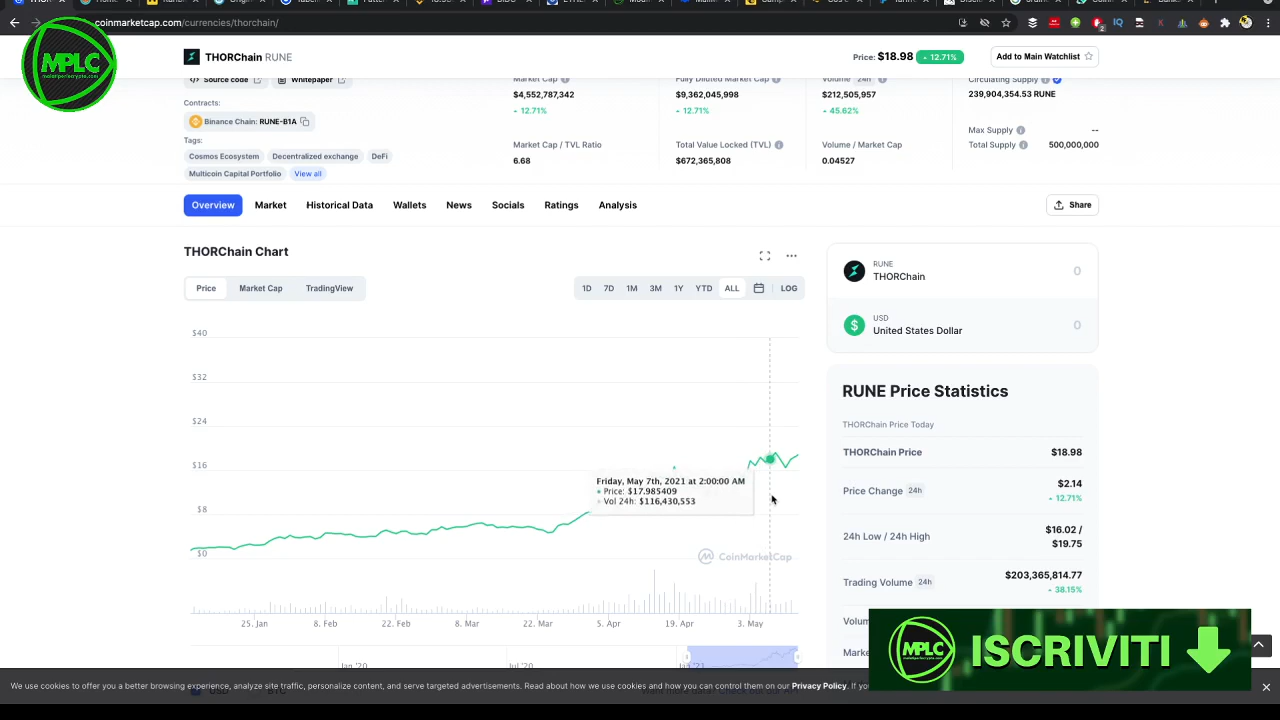 coinmarketcap.com/currencies/thorchain/
MPLC
THORChain RUNE
Price: $18.98 12.71%
Add to Main Watchlist
Source code
Whitepaper
Market Cap
Fully Diluted Market Cap
Volume 24h
Circulating Supply
$4,552,787,342
$9,362,045,998
$212,505,957
239,904,354.53 RUNE
12.71%
12.71%
45.62%
Contracts:
Binance Chain: RUNE-B1A
Max Supply --
Tags:
Market Cap / TVL Ratio
Total Value Locked (TVL)
Volume / Market Cap
Total Supply 500,000,000
Cosmos Ecosystem
Decentralized exchange
DeFi
6.68
$672,365,808
0.04527
Multicoin Capital Portfolio
View all
Overview
Market
Historical Data
Wallets
News
Socials
Ratings
Analysis
Share
THORChain Chart
Price
Market Cap
TradingView
1D
7D
1M
3M
1Y
YTD
ALL
LOG
RUNE
THORChain
0
USD
United States Dollar
0
$40
$32
$24
$16
$8
$0
Friday, May 7th, 2021 at 2:00:00 AM
Price: $17.985409
Vol 24h: $116,430,553
CoinMarketCap
25. Jan
8. Feb
22. Feb
8. Mar
22. Mar
5. Apr
19. Apr
3. May
Jan '20
Jul '20
RUNE Price Statistics
THORChain Price Today
THORChain Price
$18.98
Price Change 24h
$2.14
12.71%
24h Low / 24h High
$16.02 /
$19.75
Trading Volume 24h
$203,365,814.77
38.15%
Volum
Marke
MPLC
ISCRIVITI
We use cookies to offer you a better browsing experience, analyze site traffic, personalize content, and serve targeted advertisements. Read about how we use cookies and how you can control them on our Privacy Policy. If yo